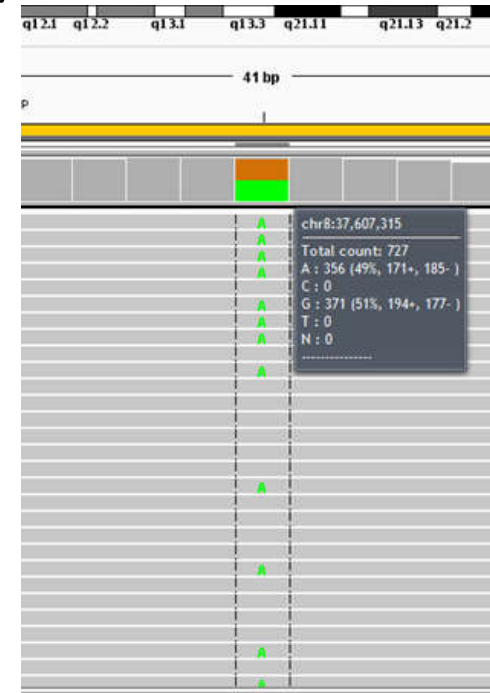 q12.1 q12.2 q13.1 q13.3 q21.11 q21.13 q21.2
41 bp
P
A
A
A
A
A
A
A
A
A
A
A
A
chr8:37,607,315
Total count: 727
A : 356 (49%, 171+, 185- )
C : 0
G : 371 (51%, 194+, 177- )
T : 0
N : 0
---------------